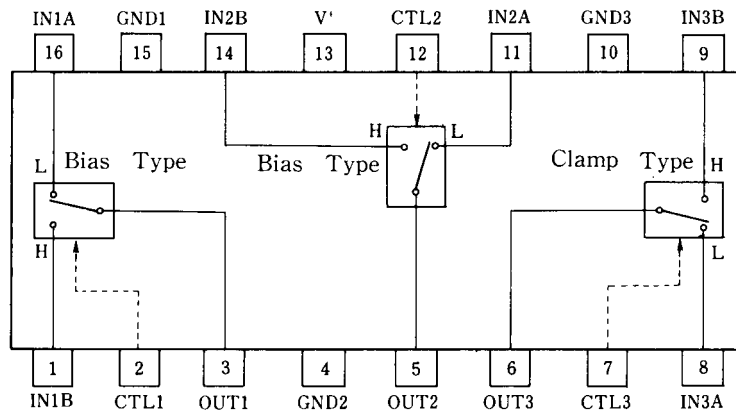 IN1A GND1 IN2B V' CTL2 IN2A GND3 IN3B
16 15 14 13 12 11 10 9
H L
L Bias Type Bias Type Clamp Type H
H L
1 2 3 4 5 6 7 8
IN1B CTL1 OUT1 GND2 OUT2 OUT3 CTL3 IN3A